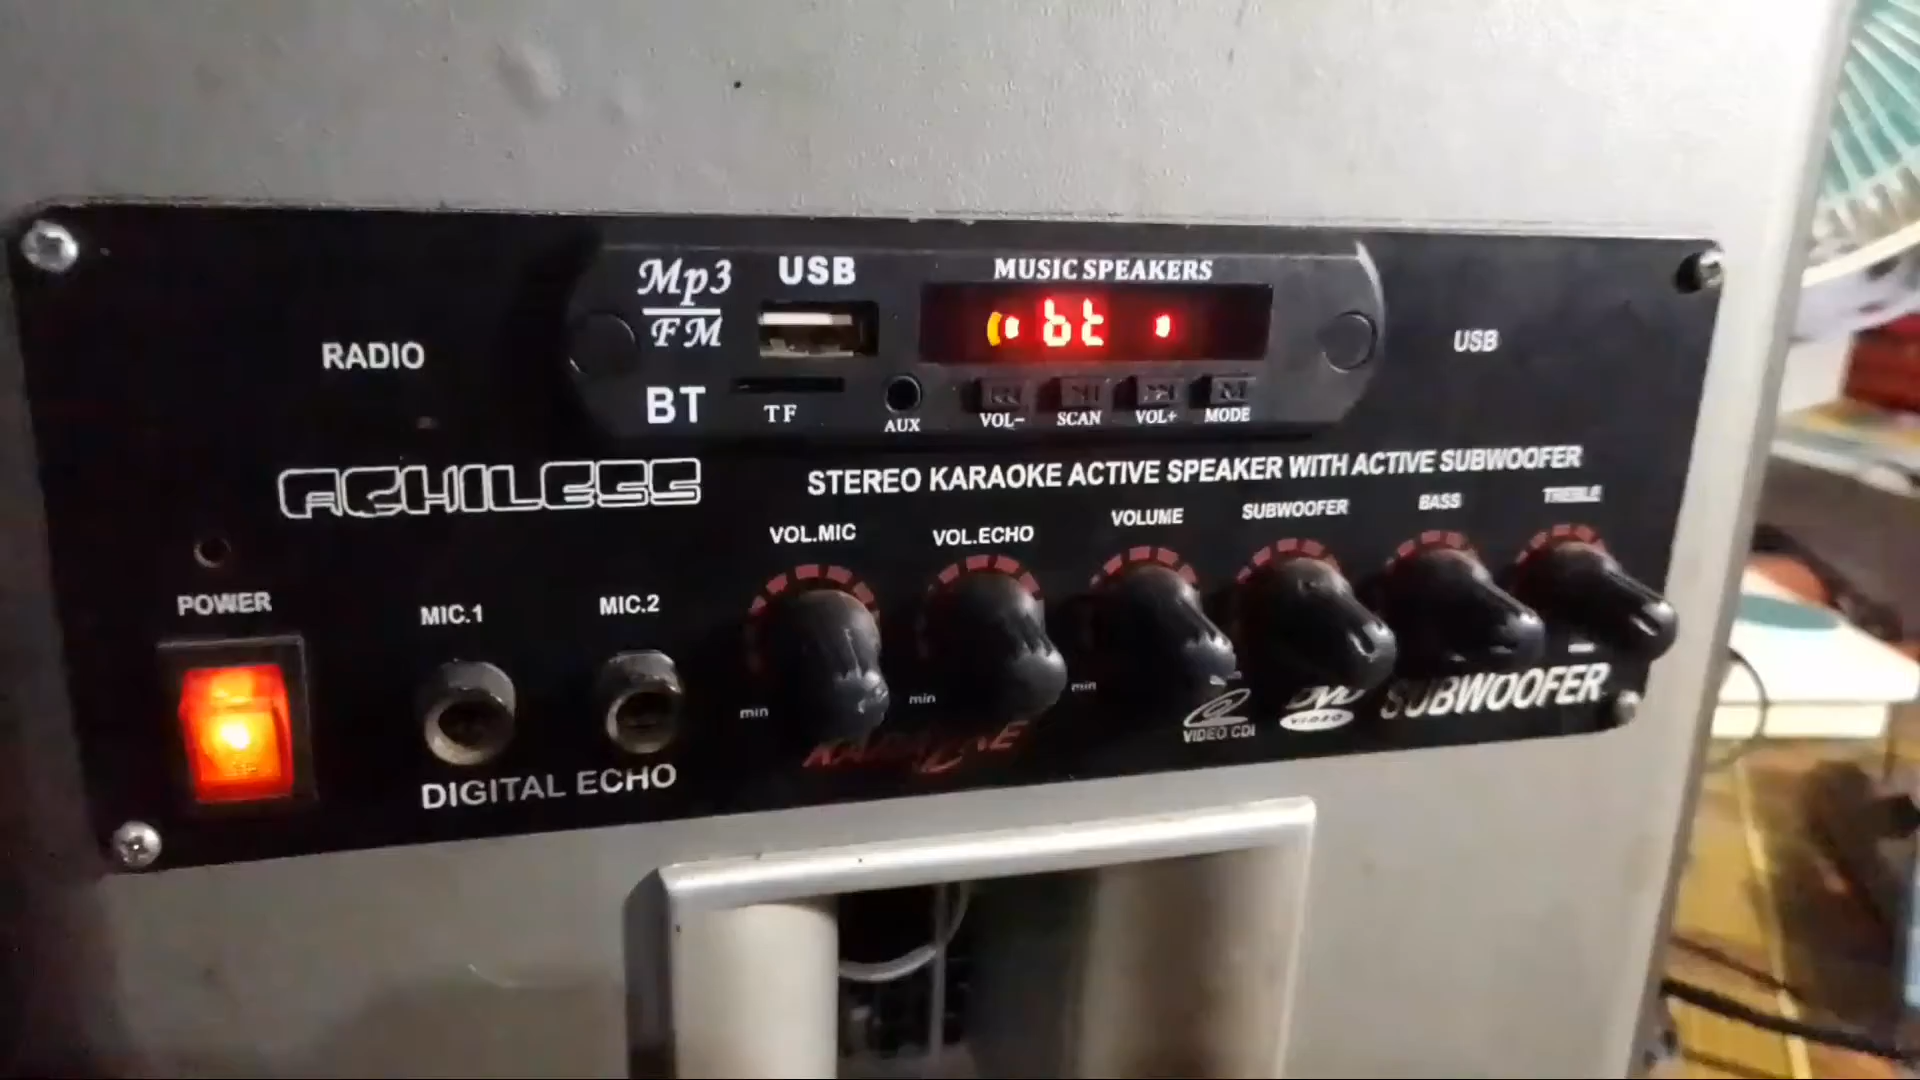 Mp3
FM
USB
MUSIC SPEAKERS
bt
RADIO
USB
BT
TF
AUX
VOL-
SCAN
VOL+
MODE
ACHILESS
STEREO KARAOKE ACTIVE SPEAKER WITH ACTIVE SUBWOOFER
VOL.MIC
VOL.ECHO
VOLUME
SUBWOOFER
BASS
TREBLE
POWER
MIC.1
MIC.2
min
min
min
DIGITAL ECHO
VIDEO CDI
VIDEO
SUBWOOFER